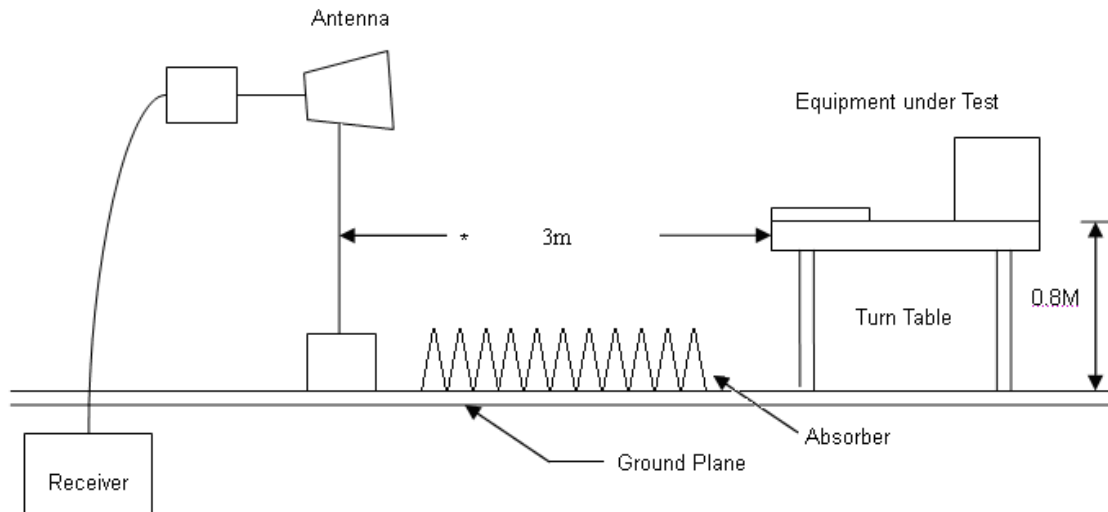 Antenna
Equipment under Test
* 3m
0.8M
Turn Table
Absorber
Ground Plane
Receiver